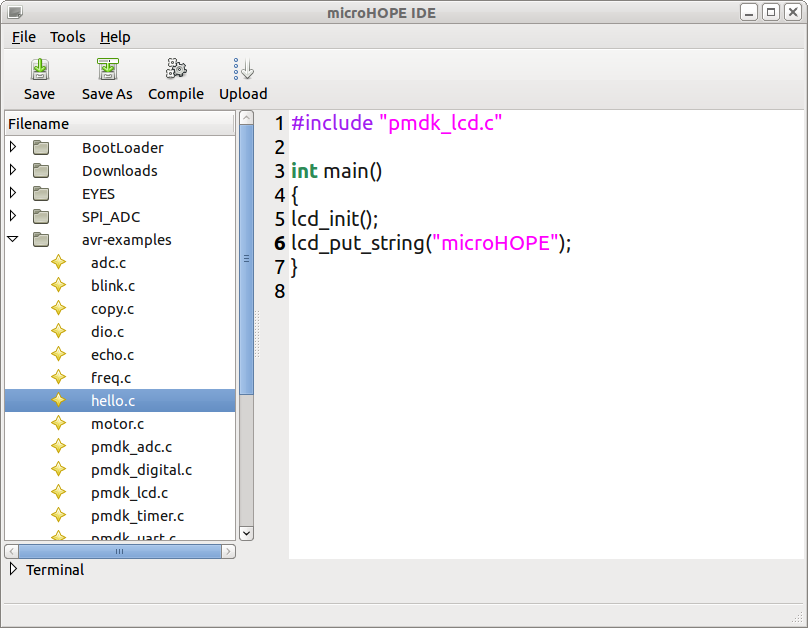 microHOPE IDE
File Tools Help
Save Save As Compile Upload
Filename
BootLoader
Downloads
EYES
SPI_ADC
avr-examples
adc.c
blink.c
copy.c
dio.c
echo.c
freq.c
hello.c
motor.c
pmdk_adc.c
pmdk_digital.c
pmdk_lcd.c
pmdk_timer.c
pmdk_uart.c
1 #include "pmdk_lcd.c"
2
3 int main()
4 {
5 lcd_init();
6 lcd_put_string("microHOPE");
7 }
8
Terminal